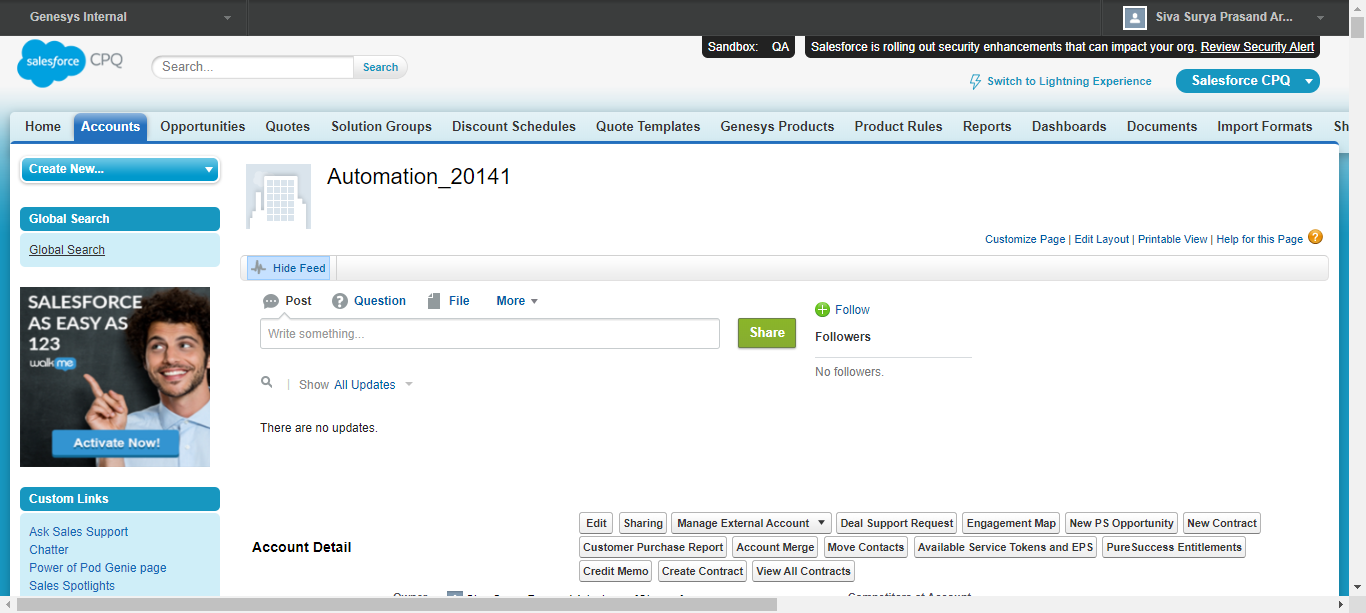 Genesys Internal
Siva Surya Prasand Ar...
salesforce CPQ
Search...
Search
Sandbox: QA
Salesforce is rolling out security enhancements that can impact your org. Review Security Alert
Switch to Lightning Experience
Salesforce CPQ
Home Accounts Opportunities Quotes Solution Groups Discount Schedules Quote Templates Genesys Products Product Rules Reports Dashboards Documents Import Formats Sh
Create New...
Automation_20141
Global Search
Global Search
Customize Page | Edit Layout | Printable View | Help for this Page ?
Hide Feed
SALESFORCE
AS EASY AS
123
walkme
Activate Now!
Post Question File More
Write something...
Share
Follow
Followers
No followers.
Show All Updates
There are no updates.
Custom Links
Ask Sales Support
Chatter
Power of Pod Genie page
Sales Spotlights
Account Detail
Edit Sharing Manage External Account Deal Support Request Engagement Map New PS Opportunity New Contract
Customer Purchase Report Account Merge Move Contacts Available Service Tokens and EPS PureSuccess Entitlements
Credit Memo Create Contract View All Contracts